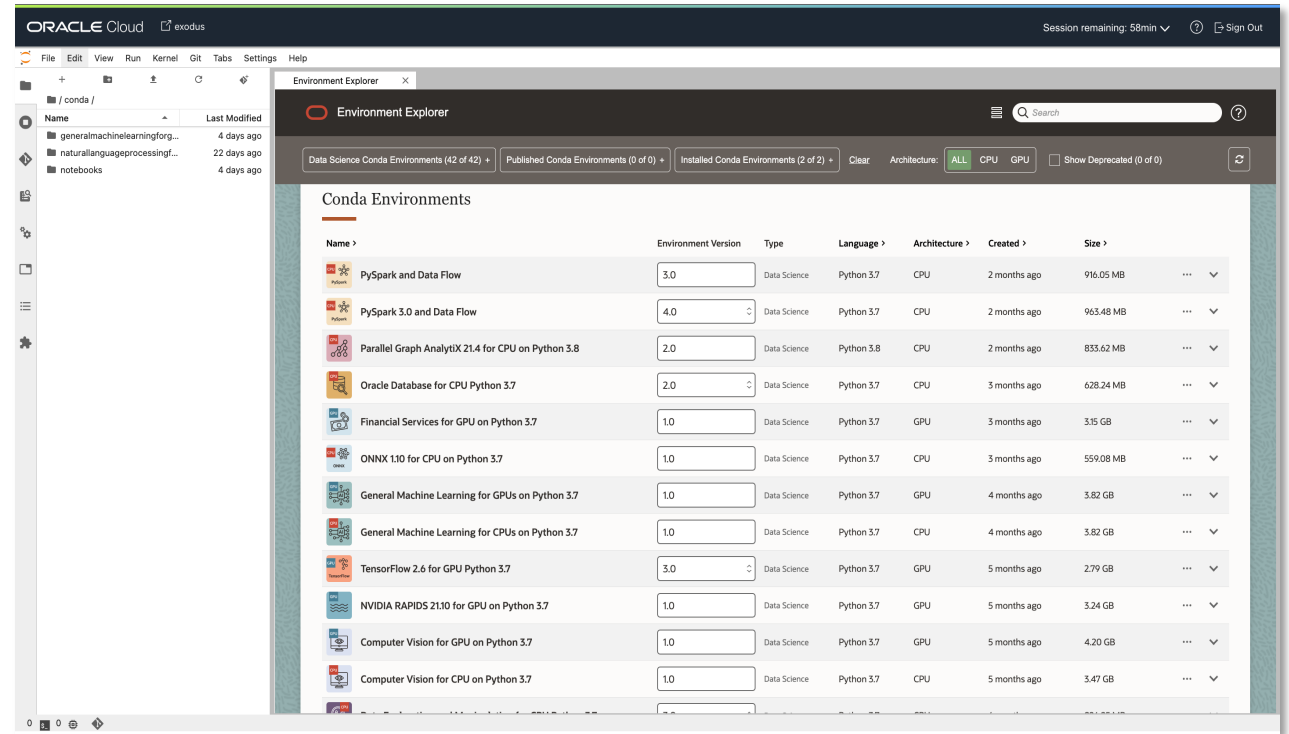 ORACLE Cloud exodus Session remaining: 58min Sign Out
File Edit View Run Kernel Git Tabs Settings Help
Environment Explorer
/ conda /
Name Last Modified
generalmachinelearningforg... 4 days ago
naturallanguageprocessingf... 22 days ago
notebooks 4 days ago
Environment Explorer Search
Data Science Conda Environments (42 of 42) + Published Conda Environments (0 of 0) + Installed Conda Environments (2 of 2) + Clear Architecture: ALL CPU GPU Show Deprecated (0 of 0)
Conda Environments
Name > Environment Version Type Language > Architecture > Created > Size >
PySpark and Data Flow 3.0 Data Science Python 3.7 CPU 2 months ago 916.05 MB
PySpark 3.0 and Data Flow 4.0 Data Science Python 3.7 CPU 2 months ago 963.48 MB
Parallel Graph AnalytiX 21.4 for CPU on Python 3.8 2.0 Data Science Python 3.8 CPU 2 months ago 833.62 MB
Oracle Database for CPU Python 3.7 2.0 Data Science Python 3.7 CPU 3 months ago 628.24 MB
Financial Services for GPU on Python 3.7 1.0 Data Science Python 3.7 GPU 3 months ago 3.15 GB
ONNX 1.10 for CPU on Python 3.7 1.0 Data Science Python 3.7 CPU 3 months ago 559.08 MB
General Machine Learning for GPUs on Python 3.7 1.0 Data Science Python 3.7 GPU 4 months ago 3.82 GB
General Machine Learning for CPUs on Python 3.7 1.0 Data Science Python 3.7 CPU 4 months ago 3.82 GB
TensorFlow 2.6 for GPU Python 3.7 3.0 Data Science Python 3.7 GPU 5 months ago 2.79 GB
NVIDIA RAPIDS 21.10 for GPU on Python 3.7 1.0 Data Science Python 3.7 GPU 5 months ago 3.24 GB
Computer Vision for GPU on Python 3.7 1.0 Data Science Python 3.7 GPU 5 months ago 4.20 GB
Computer Vision for CPU on Python 3.7 1.0 Data Science Python 3.7 CPU 5 months ago 3.47 GB
0 0